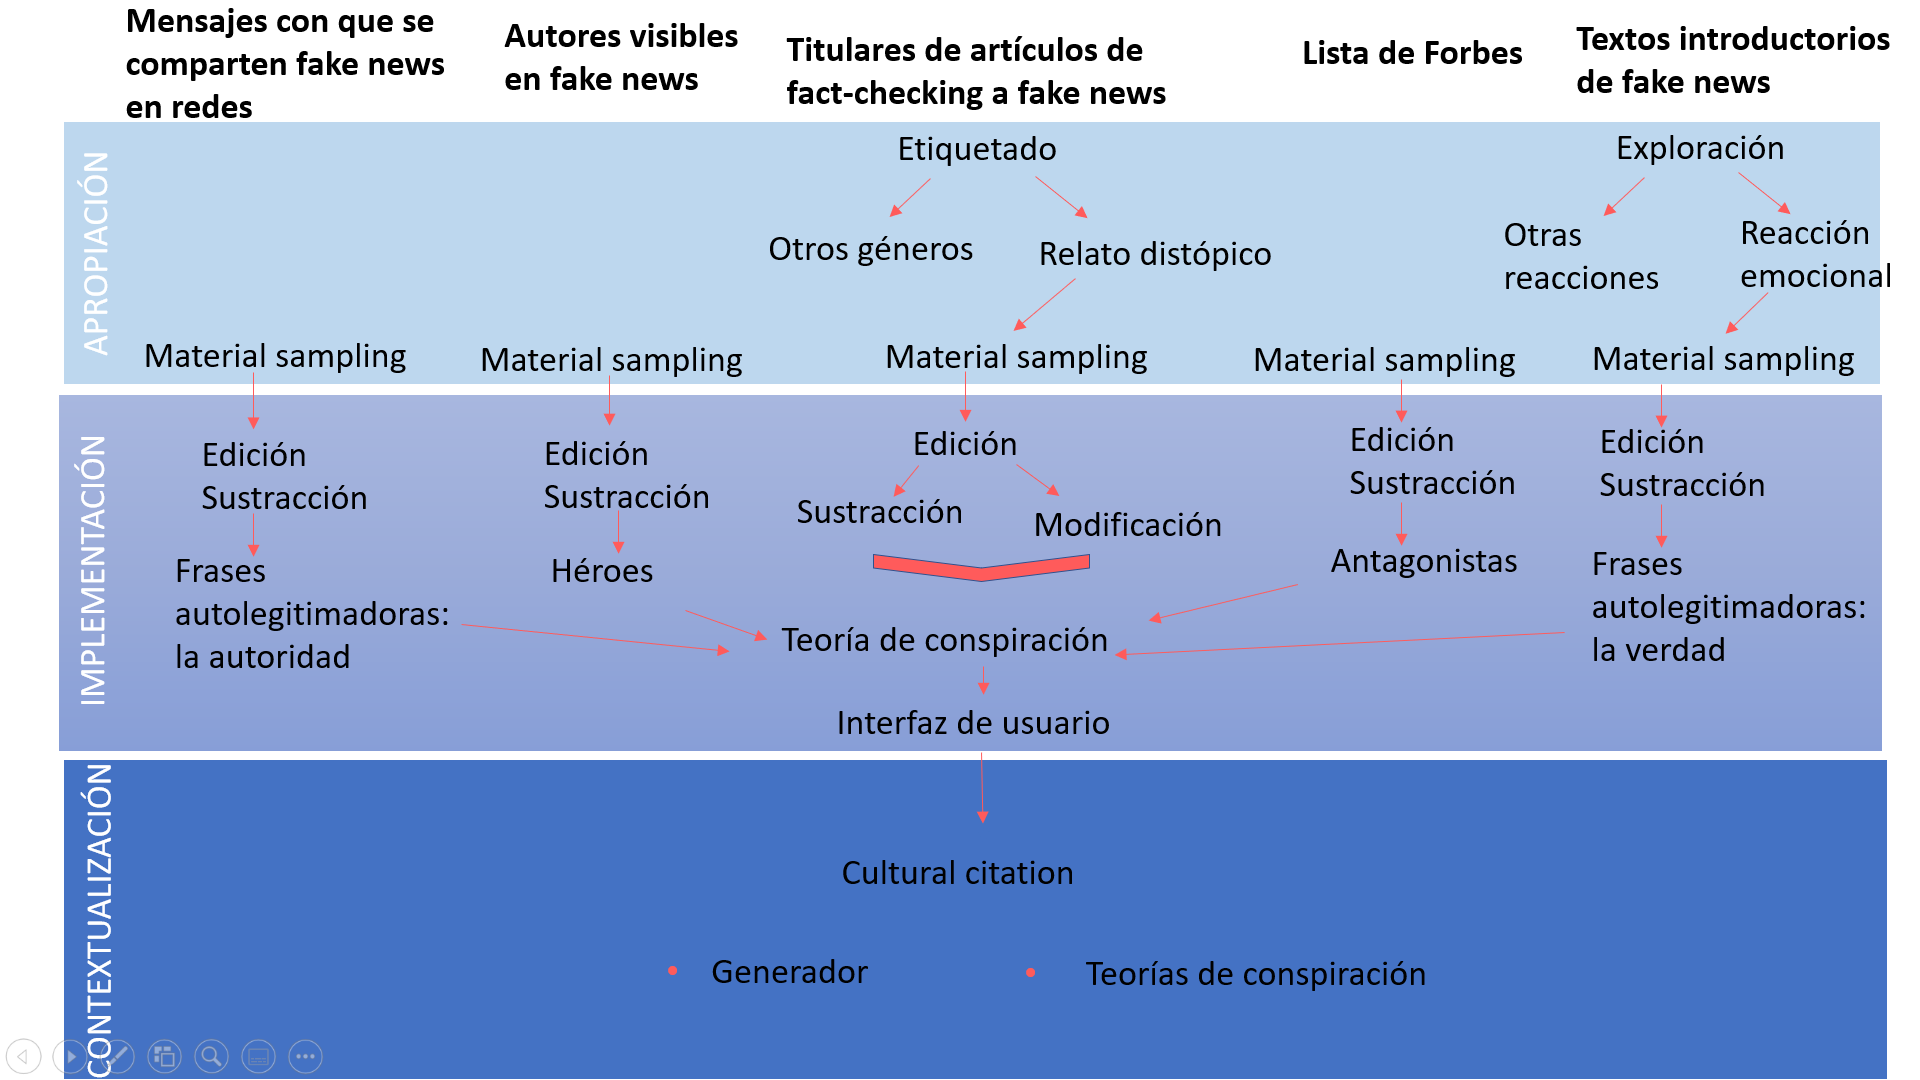 Mensajes con que se
comparten fake news
en redes
Autores visibles
en fake news
Titulares de artículos de
fact-checking a fake news
Lista de Forbes
Textos introductorios
de fake news
APROPIACIÓN
Etiquetado
Exploración
Otros géneros
Relato distópico
Otras
reacciones
Reacción
emocional
Material sampling
Material sampling
Material sampling
Material sampling
Material sampling
IMPLEMENTACIÓN
Edición
Sustracción
Edición
Sustracción
Edición
Sustracción
Modificación
Edición
Sustracción
Edición
Sustracción
Frases
autolegitimadoras:
la autoridad
Héroes
Antagonistas
Frases
autolegitimadoras:
la verdad
Teoría de conspiración
Interfaz de usuario
CONTEXTUALIZACIÓN
Cultural citation
• Generador
• Teorías de conspiración